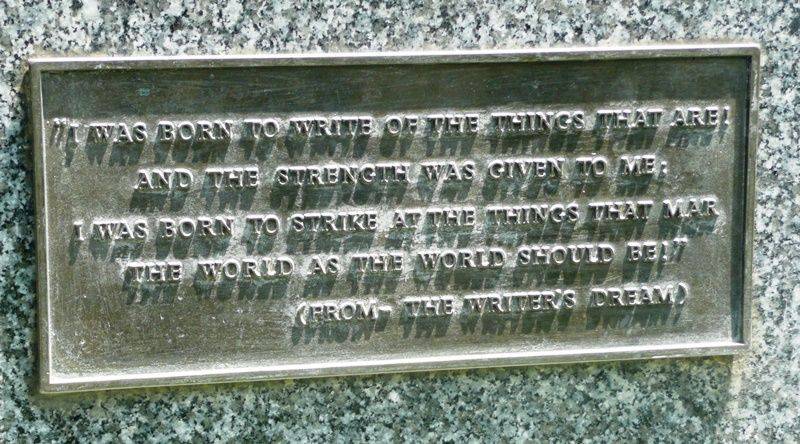 "I WAS BORN TO WRITE OF THE THINGS THAT ARE!
AND THE STRENGTH WAS GIVEN TO ME;
I WAS BORN TO STRIKE AT THE THINGS THAT MAR
THE WORLD AS THE WORLD SHOULD BE!"
(FROM- THE WRITER'S DREAM)